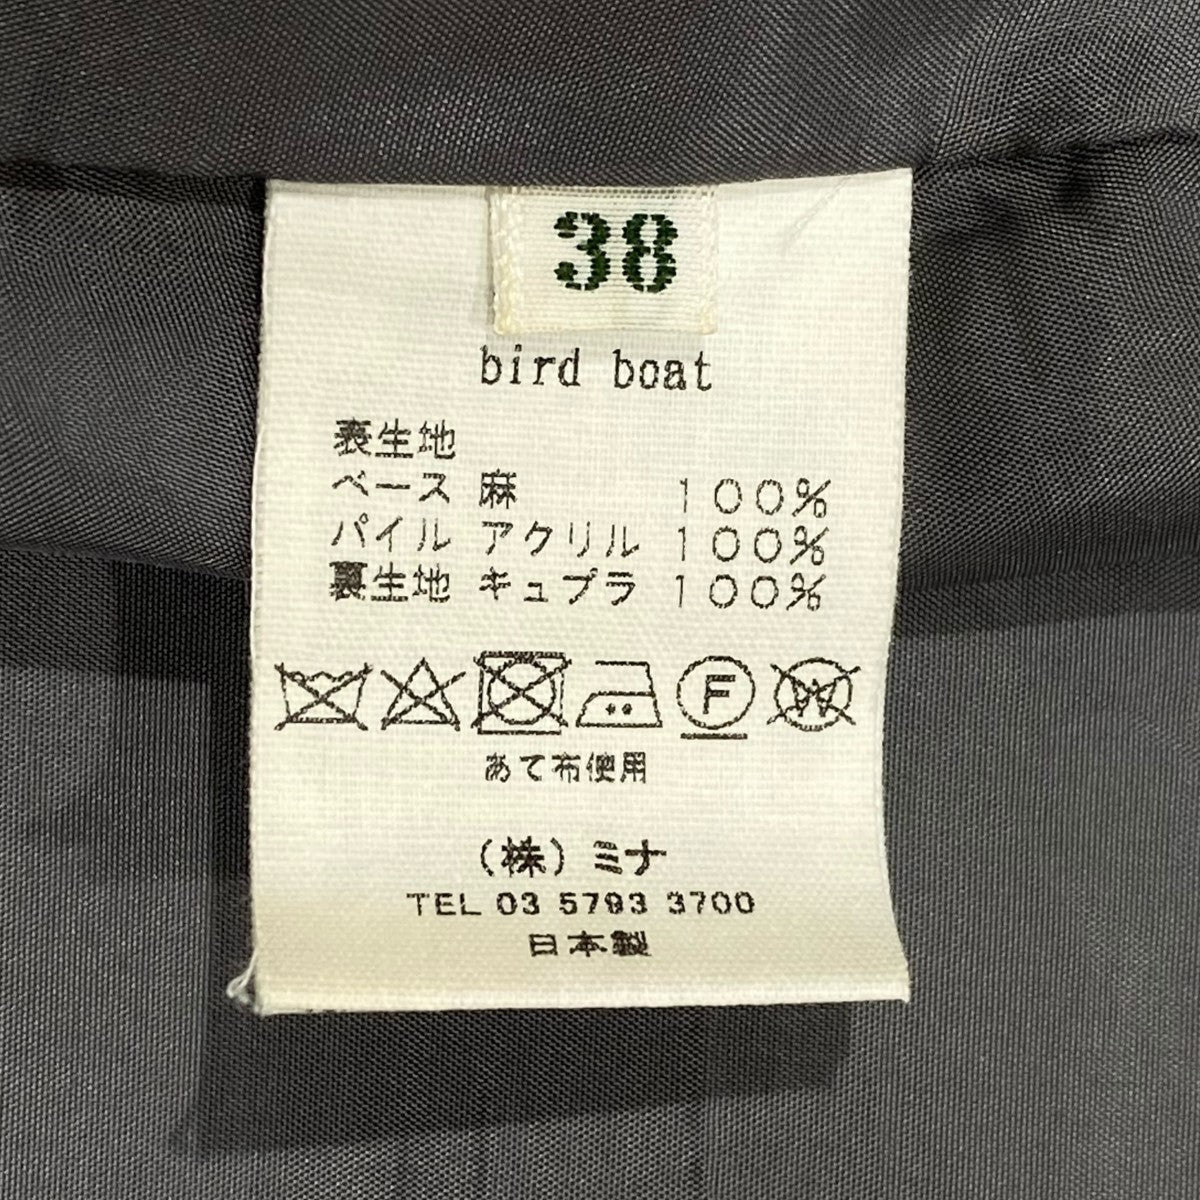 38
bird boat
表生地
ベース 麻 100%
パイル アクリル 100%
裏生地 キュプラ 100%
F
W
あて布使用
(株)ミナ
TEL 03 5793 3700
日本製